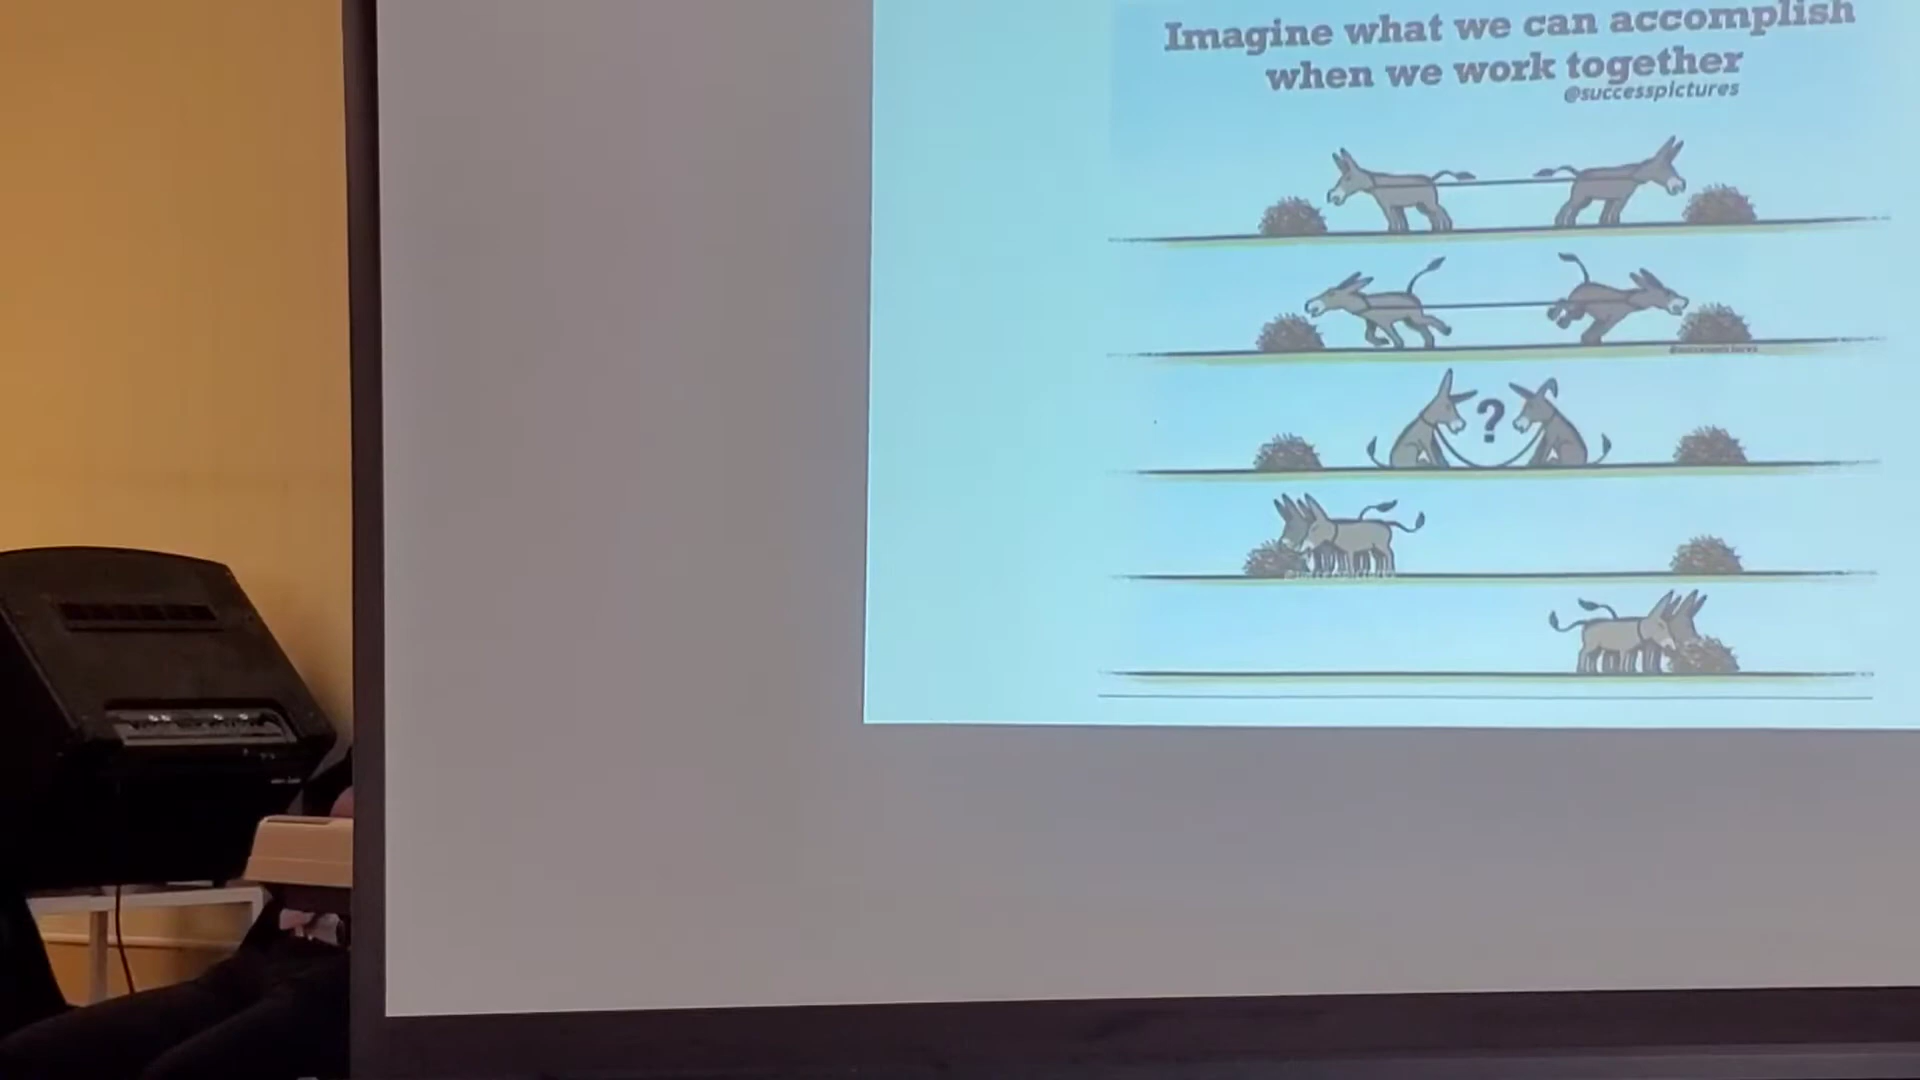 Imagine what we can accomplish
when we work together
@successpictures
?